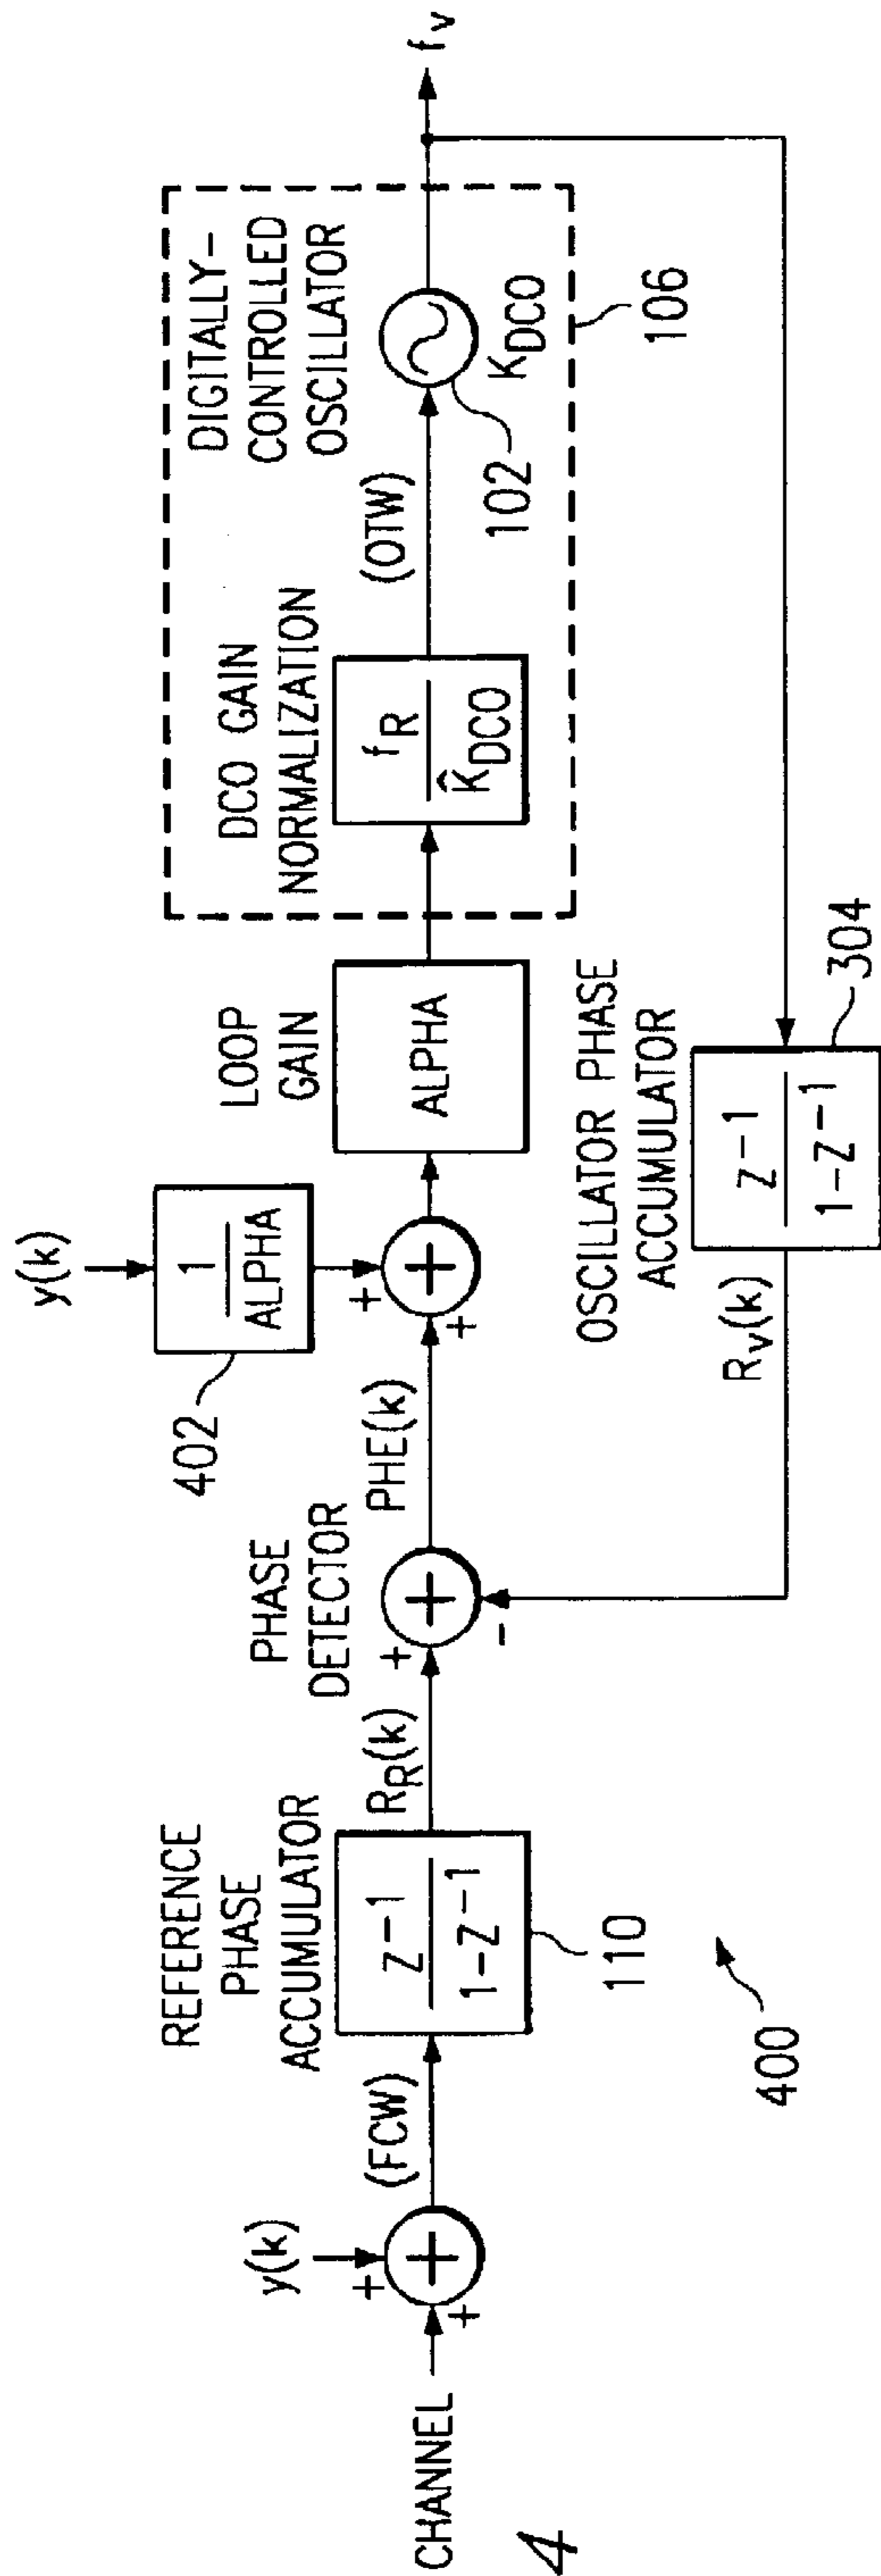 CHANNEL
y(k)
+
+
+
(FCW)
REFERENCE
PHASE
ACCUMULATOR
z⁻¹
1-z⁻¹
110
R_R(k)
PHASE
DETECTOR
+
+
-
PHE(k)
y(k)
1
ALPHA
402
+
+
+
LOOP
GAIN
ALPHA
DCO GAIN
NORMALIZATION
f_R
K̂_DCO
(OTW)
DIGITALLY-
CONTROLLED
OSCILLATOR
102
K_DCO
106
f_v
OSCILLATOR PHASE
ACCUMULATOR
z⁻¹
1-z⁻¹
304
R_v(k)
400
4